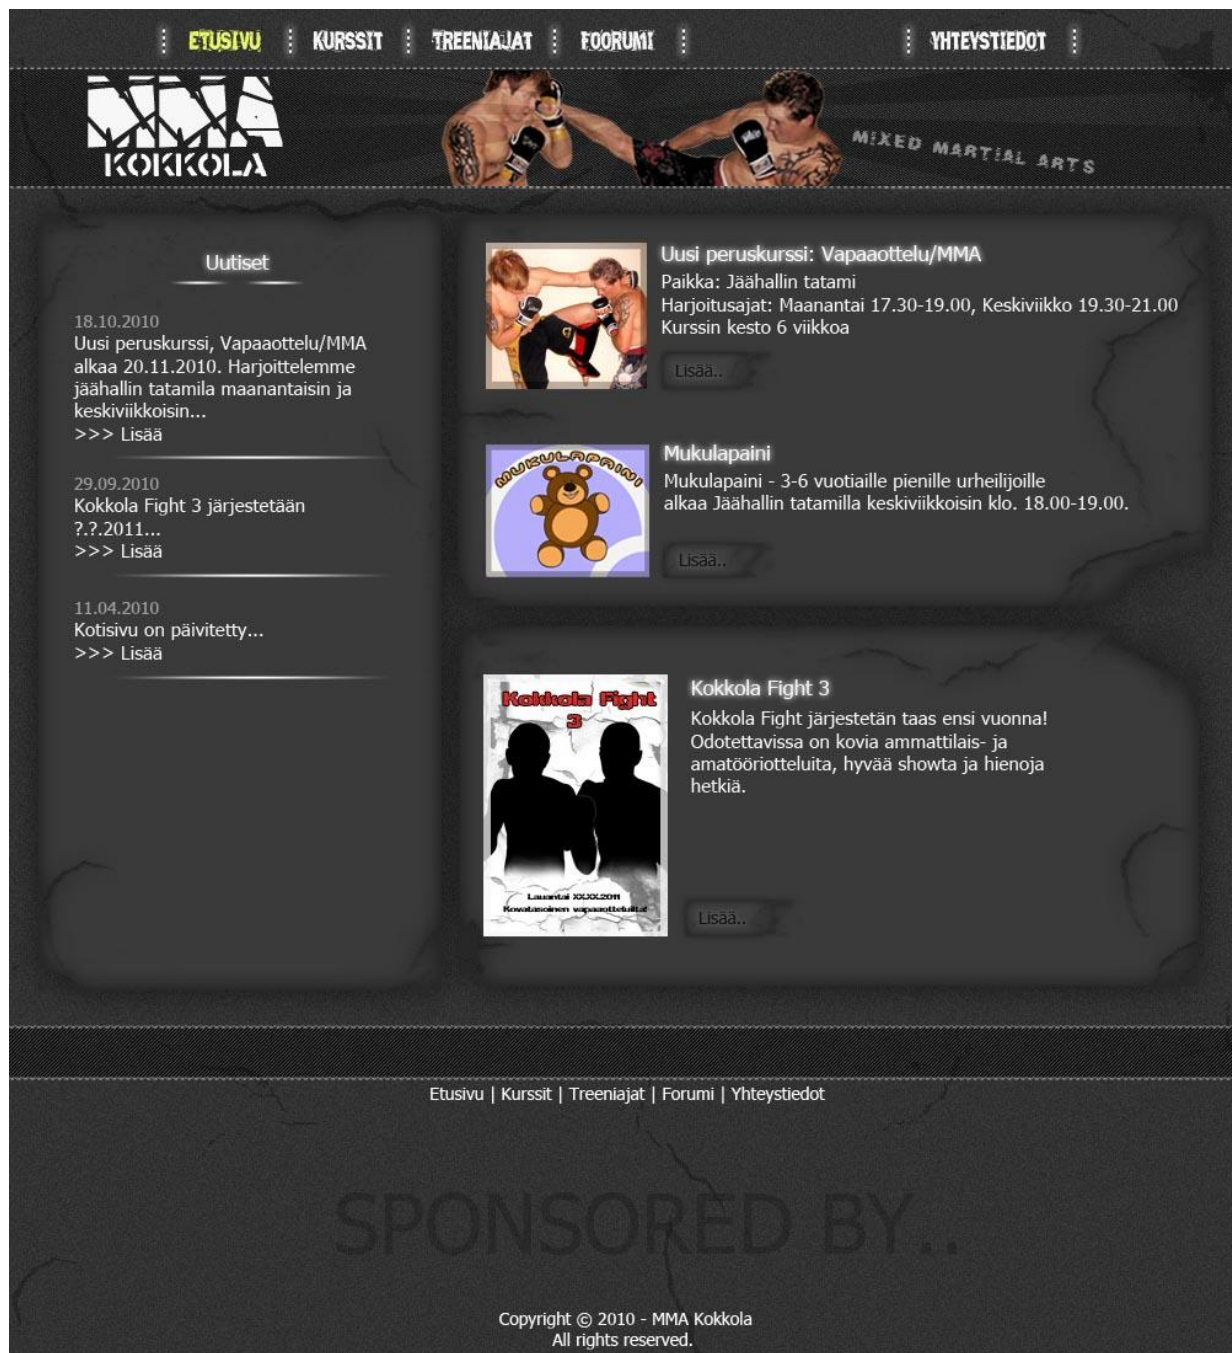 ETUSIVU KURSSIT TREENIAJAT FOORUMI YHTEYSTIEDOT
MMA
KOKKOLA
MIXED MARTIAL ARTS
Uutiset
18.10.2010
Uusi peruskurssi, Vapaaottelu/MMA
alkaa 20.11.2010. Harjoittelemme
jäähallin tatamila maanantaisin ja
keskiviikkoisin...
>>> Lisää
29.09.2010
Kokkola Fight 3 järjestetään
?.?.2011...
>>> Lisää
11.04.2010
Kotisivu on päivitetty...
>>> Lisää
Uusi peruskurssi: Vapaaottelu/MMA
Paikka: Jäähallin tatami
Harjoitusajat: Maanantai 17.30-19.00, Keskiviikko 19.30-21.00
Kurssin kesto 6 viikkoa
Lisää..
MUKULAPAINI
Mukulapaini
Mukulapaini - 3-6 vuotiaille pienille urheilijoille
alkaa Jäähallin tatamilla keskiviikkoisin klo. 18.00-19.00.
Lisää..
Kokkola Fight
3
Lauantai XX.XX.2011
Kovatasoinen vapaaotteluilta!
Kokkola Fight 3
Kokkola Fight järjestetän taas ensi vuonna!
Odotettavissa on kovia ammattilais- ja
amatööriotteluita, hyvää showta ja hienoja
hetkiä.
Lisää..
Etusivu | Kurssit | Treeniajat | Forumi | Yhteystiedot
SPONSORED BY..
Copyright © 2010 - MMA Kokkola
All rights reserved.